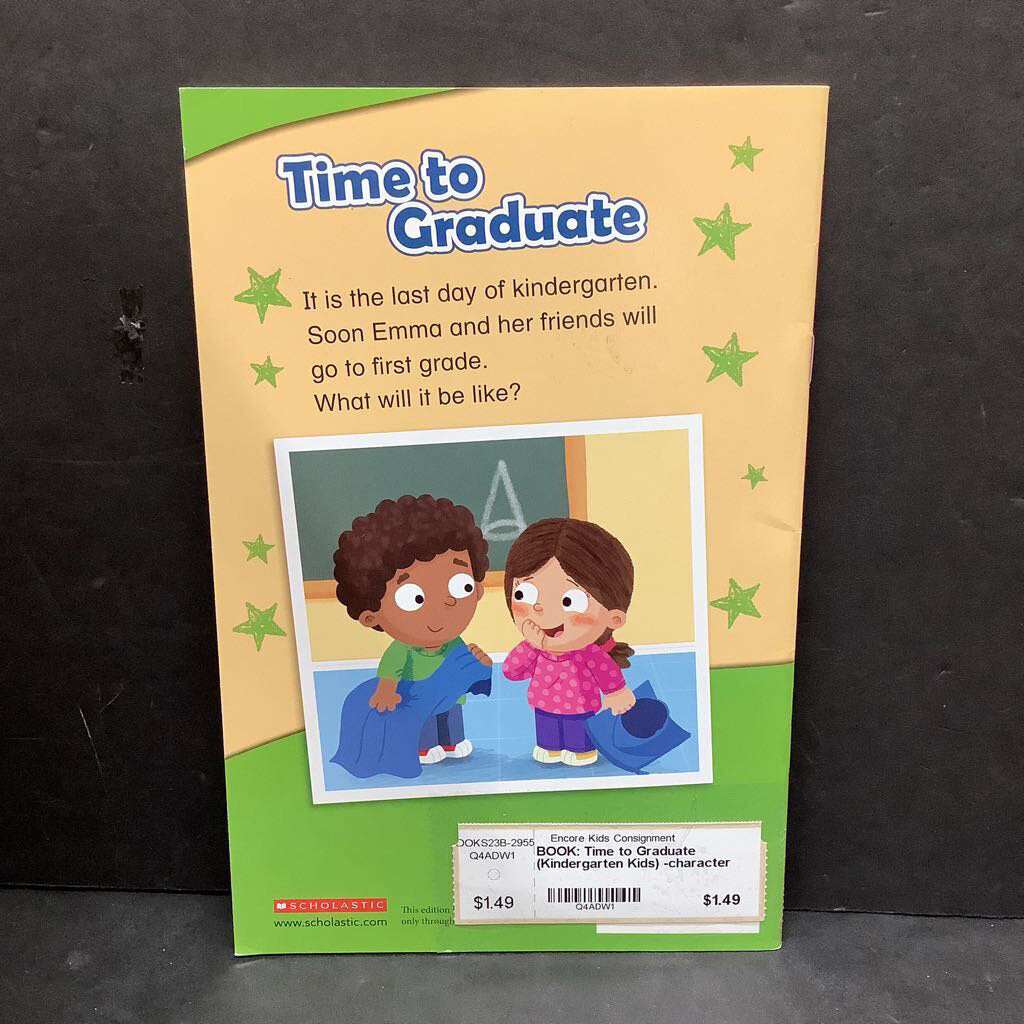 Time to
Graduate
It is the last day of kindergarten.
Soon Emma and her friends will
go to first grade.
What will it be like?
A
SCHOLASTIC
www.scholastic.com
This edition
only through
OOKS23B-2955
Q4ADW1
$1.49
Encore Kids Consignment
BOOK: Time to Graduate
(Kindergarten Kids) -character
Q4ADW1
$1.49